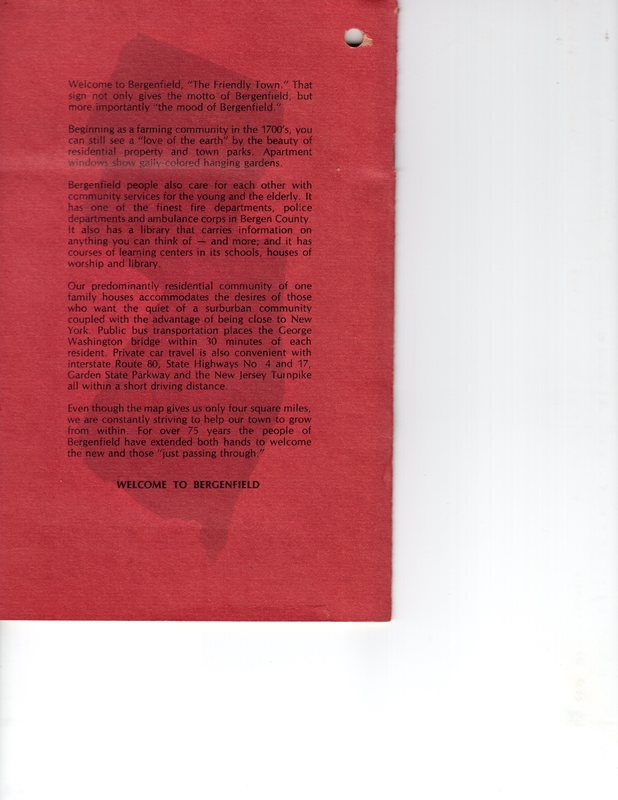 Welcome to Bergenfield, "The Friendly Town." That
sign not only gives the motto of Bergenfield, but
more importantly "the mood of Bergenfield."
Beginning as a farming community in the 1700's, you
can still see a "love of the earth" by the beauty of
residential property and town parks. Apartment
windows show gaily-colored hanging gardens.
Bergenfield people also care for each other with
community services for the young and the elderly. It
has one of the finest fire departments, police
departments and ambulance corps in Bergen County.
It also has a library that carries information on
anything you can think of — and more; and it has
courses of learning centers in its schools, houses of
worship and library.
Our predominantly residential community of one
family houses accommodates the desires of those
who want the quiet of a surburban community
coupled with the advantage of being close to New
York. Public bus transportation places the George
Washington bridge within 30 minutes of each
resident. Private car travel is also convenient with
interstate Route 80, State Highways No. 4 and 17,
Garden State Parkway and the New Jersey Turnpike
all within a short driving distance.
Even though the map gives us only four square miles,
we are constantly striving to help our town to grow
from within. For over 75 years the people of
Bergenfield have extended both hands to welcome
the new and those "just passing through."
WELCOME TO BERGENFIELD